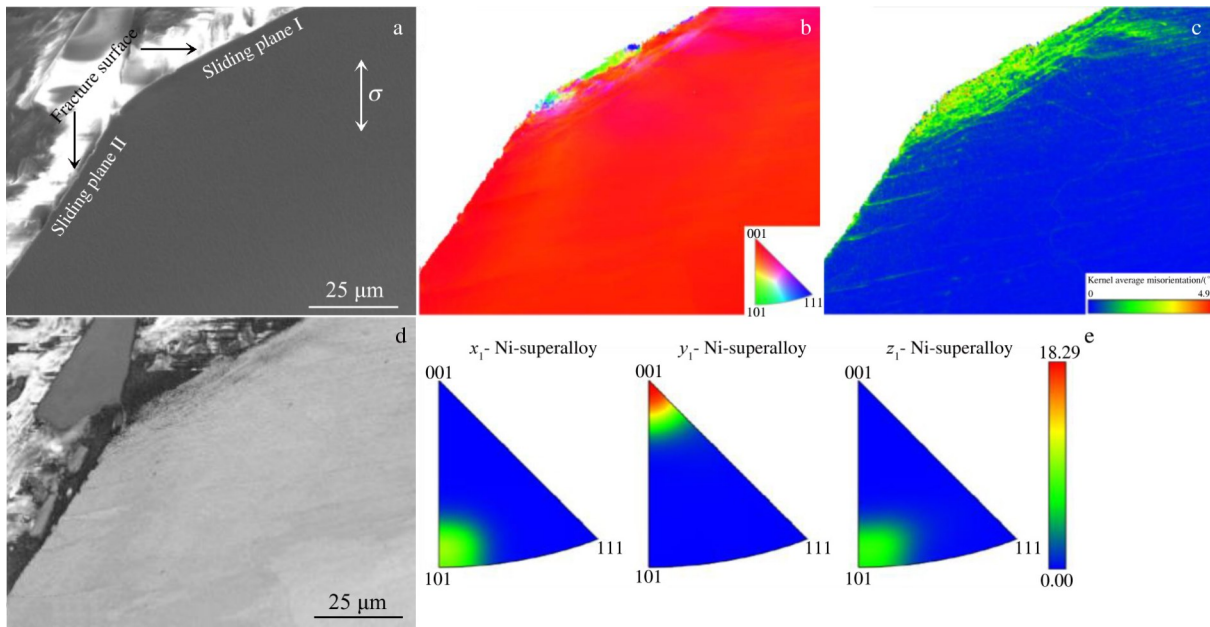 a
Fracture surface
Sliding plane I
σ
Sliding plane II
25 μm
b
001
101
111
c
Kernel average misorientation/(°
0
4.9
d
25 μm
e
x₁- Ni-superalloy
001
101
111
y₁- Ni-superalloy
001
101
111
z₁- Ni-superalloy
001
101
111
18.29
0.00